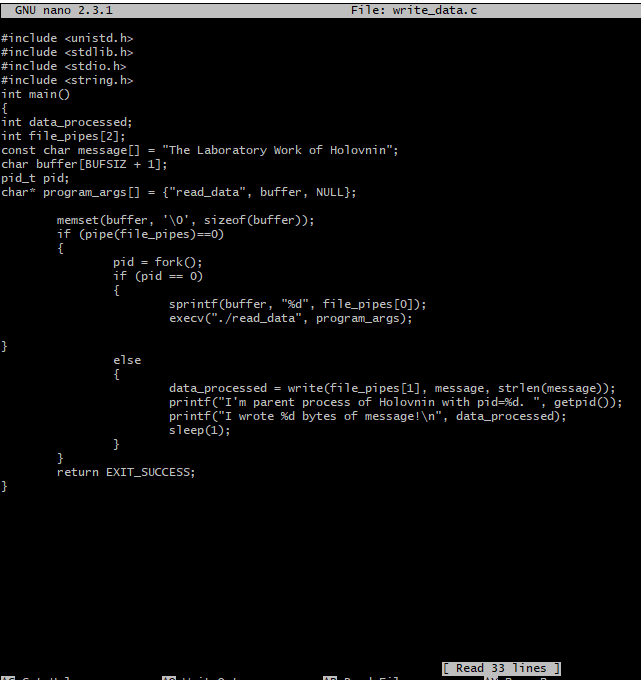 GNU nano 2.3.1 File: write_data.c
#include <unistd.h>
#include <stdlib.h>
#include <stdio.h>
#include <string.h>
int main()
{
int data_processed;
int file_pipes[2];
const char message[] = "The Laboratory Work of Holovnin";
char buffer[BUFSIZ + 1];
pid_t pid;
char* program_args[] = {"read_data", buffer, NULL};
memset(buffer, '\0', sizeof(buffer));
if (pipe(file_pipes)==0)
{
pid = fork();
if (pid == 0)
{
sprintf(buffer, "%d", file_pipes[0]);
execv("./read_data", program_args);
}
else
{
data_processed = write(file_pipes[1], message, strlen(message));
printf("I'm parent process of Holovnin with pid=%d. ", getpid());
printf("I wrote %d bytes of message!\n", data_processed);
sleep(1);
}
}
return EXIT_SUCCESS;
}
[ Read 33 lines ]